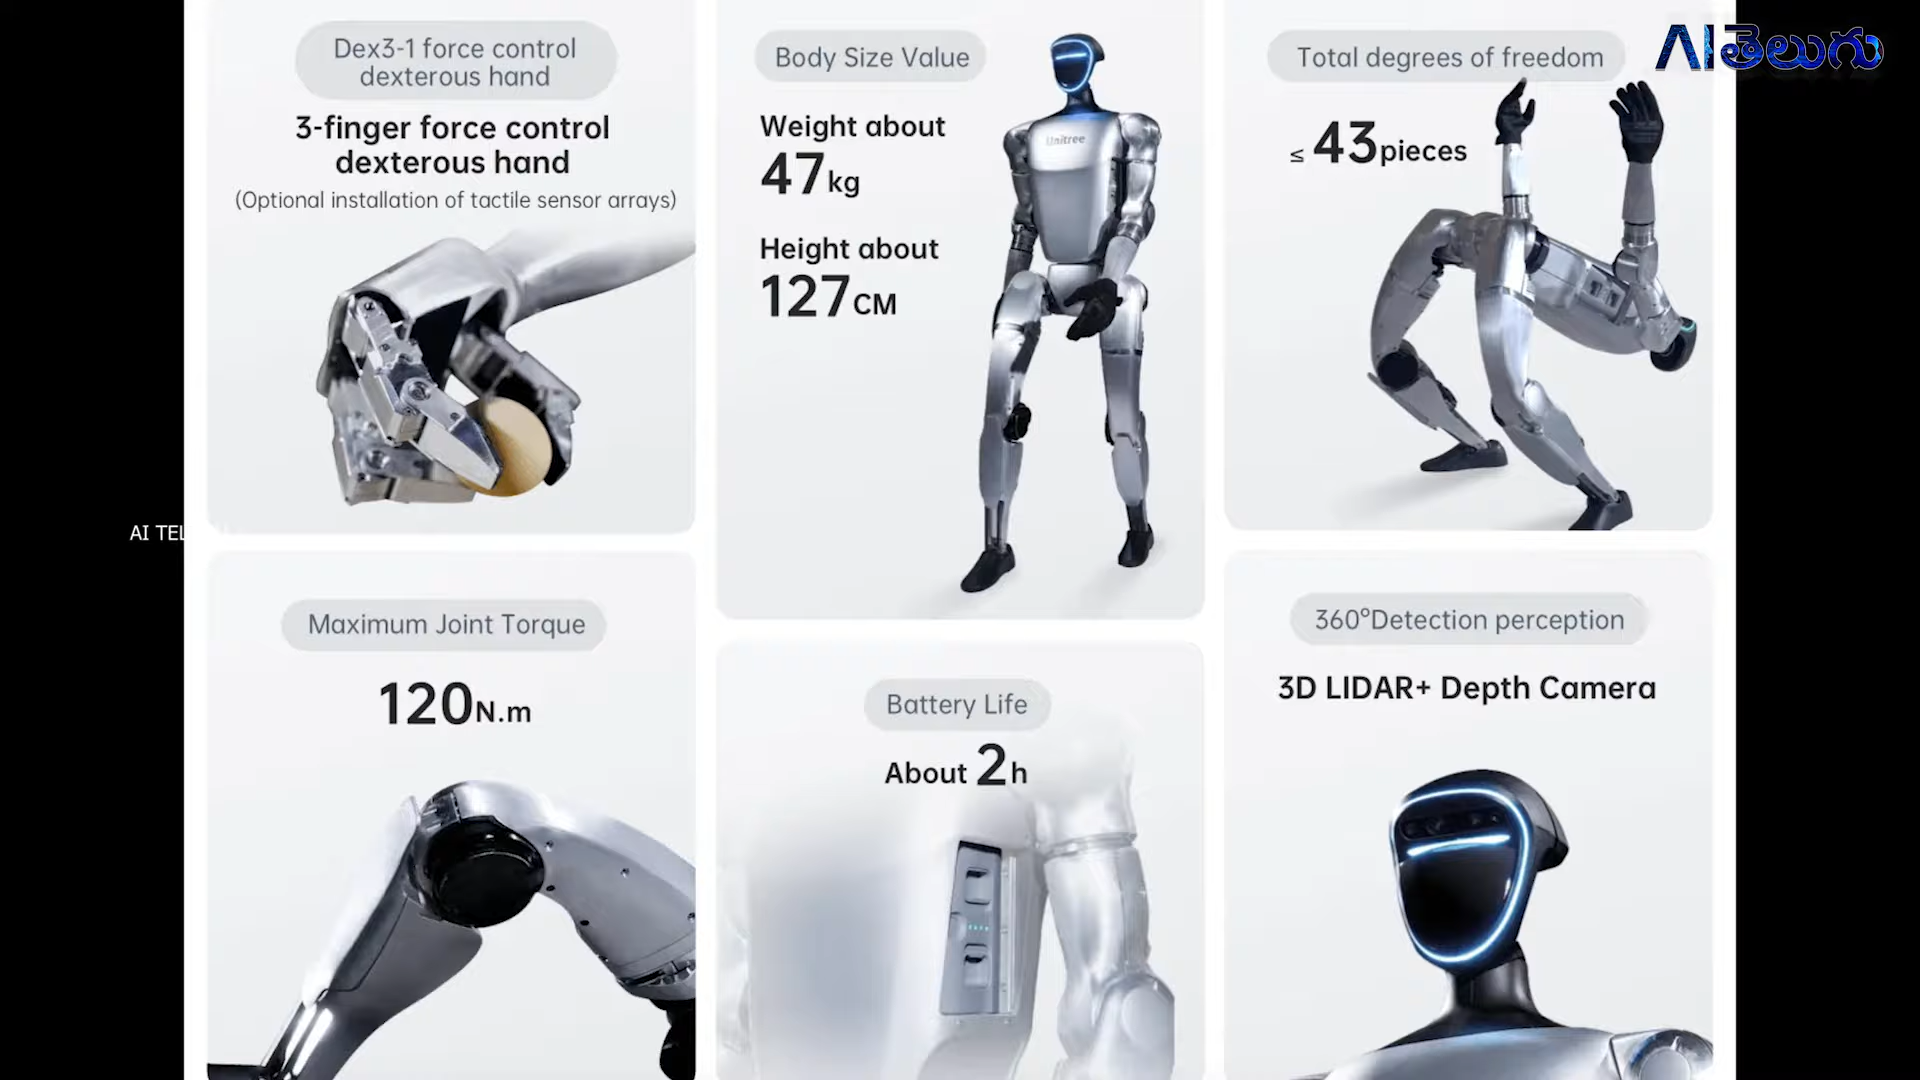 Dex3-1 force control
dexterous hand
3-finger force control
dexterous hand
(Optional installation of tactile sensor arrays)
Body Size Value
Weight about
47kg
Height about
127CM
Unitree
Total degrees of freedom
≤ 43pieces
AIతెలుగు
AI TEL
Maximum Joint Torque
120N.m
Battery Life
About 2h
360°Detection perception
3D LIDAR+ Depth Camera